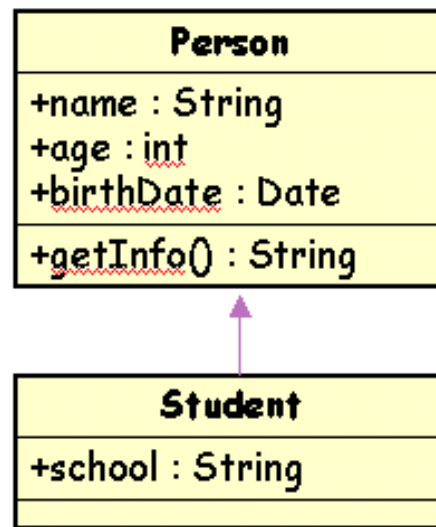 Person
+name : String
+age : int
+birthDate : Date
+getInfo() : String
Student
+school : String